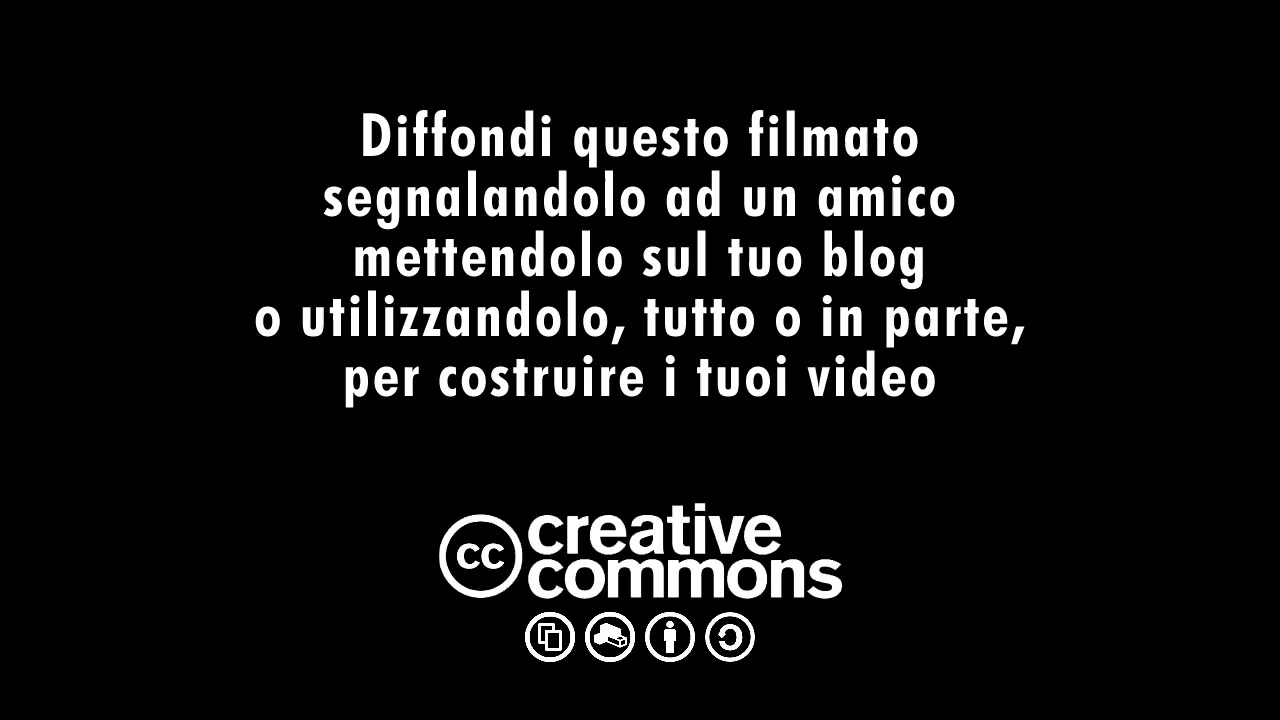 Diffondi questo filmato
segnalandolo ad un amico
mettendolo sul tuo blog
o utilizzandolo, tutto o in parte,
per costruire i tuoi video
cc creative
commons